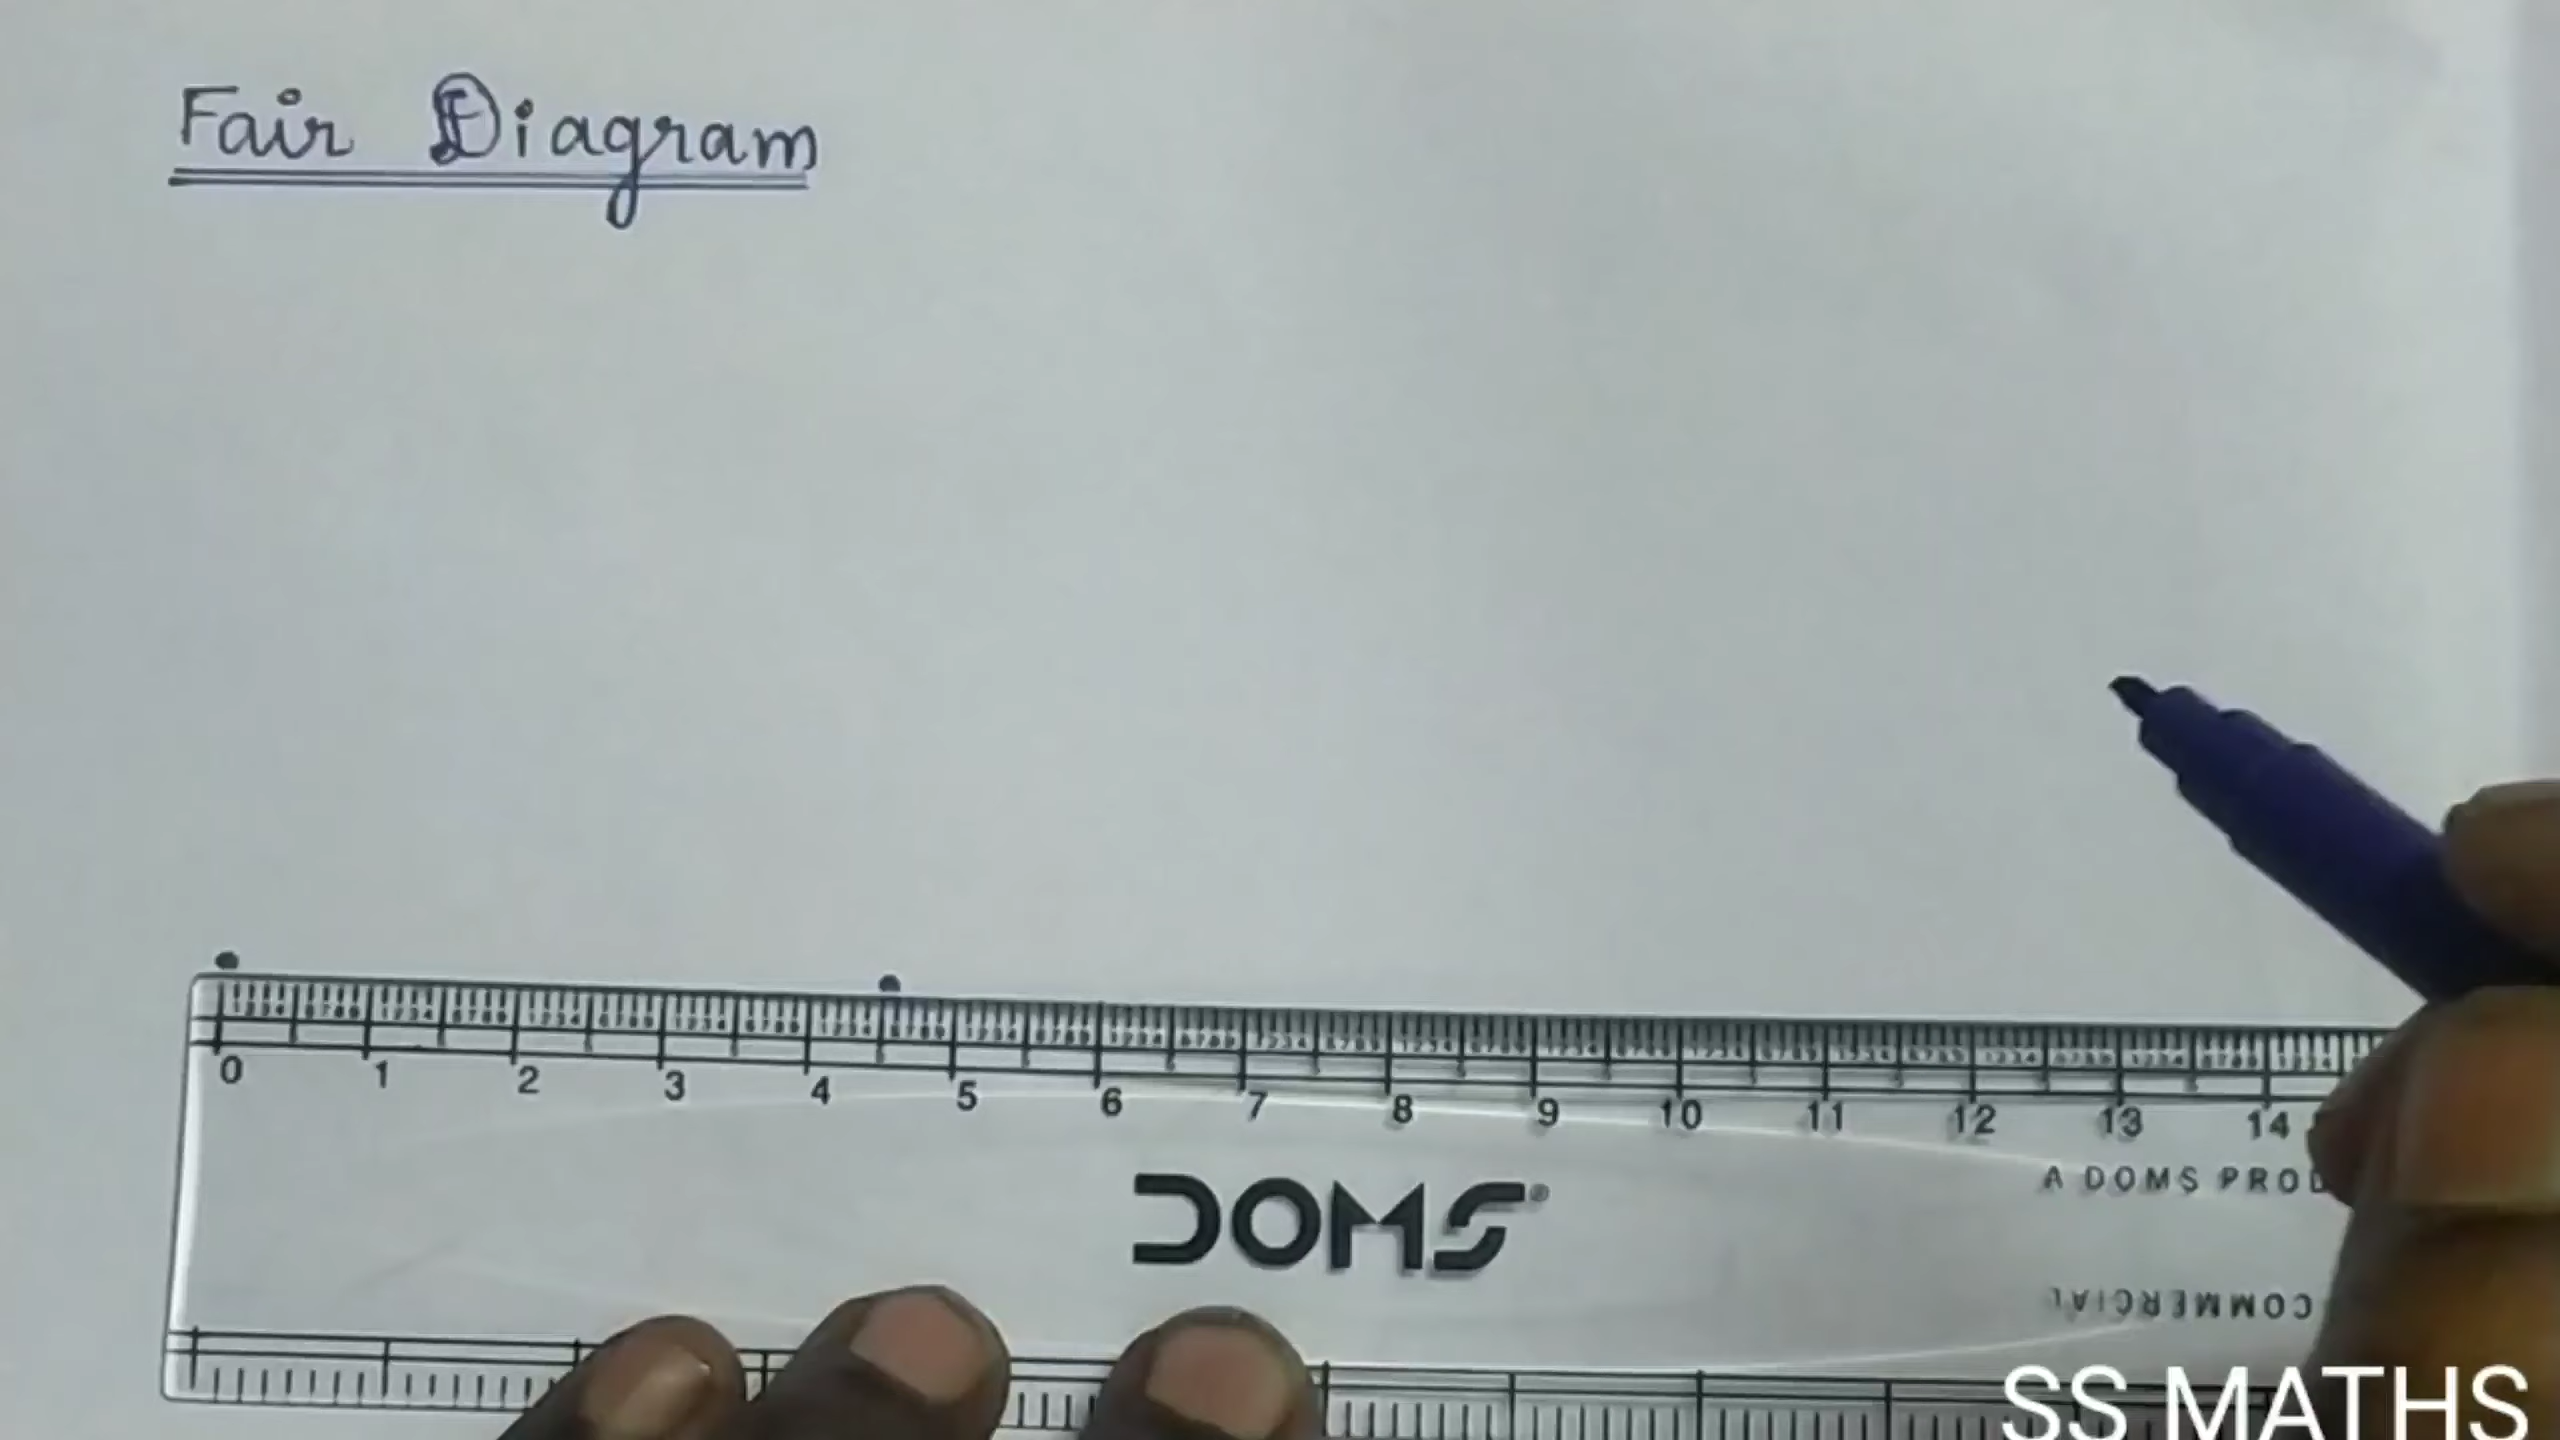 Fair Diagram
0 1 2 3 4 5 6 7 8 9 10 11 12 13 14
DOMS®
A DOMS PROD
COMMERCIAL
SS MATHS